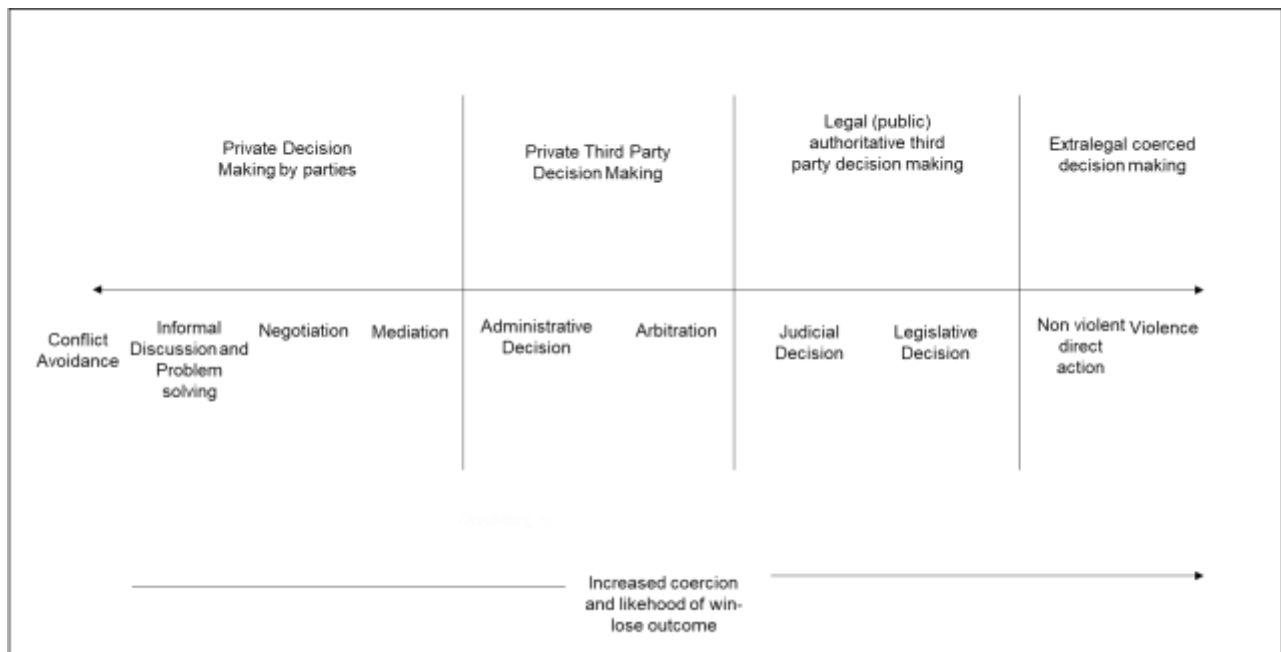 Private Decision
Making by parties
Private Third Party
Decision Making
Legal (public)
authoritative third
party decision making
Extralegal coerced
decision making
Conflict
Avoidance
Informal
Discussion and
Problem
solving
Negotiation
Mediation
Administrative
Decision
Arbitration
Judicial
Decision
Legislative
Decision
Non violent
direct
action
Violence
Increased coercion
and likehood of win-
lose outcome